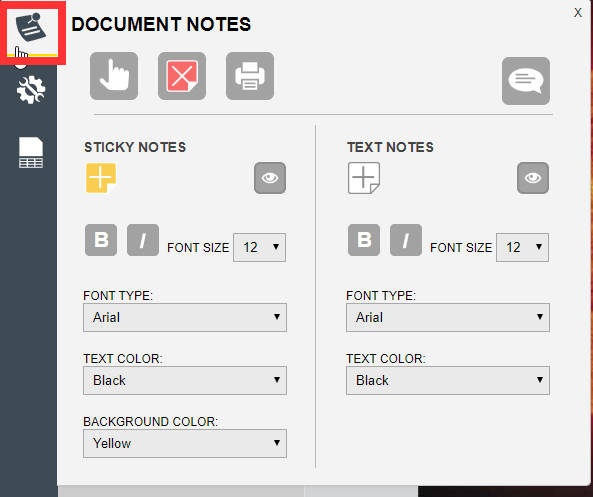 DOCUMENT NOTES
X
STICKY NOTES
TEXT NOTES
B I FONT SIZE 12
B I FONT SIZE 12
FONT TYPE:
Arial
FONT TYPE:
Arial
TEXT COLOR:
Black
TEXT COLOR:
Black
BACKGROUND COLOR:
Yellow